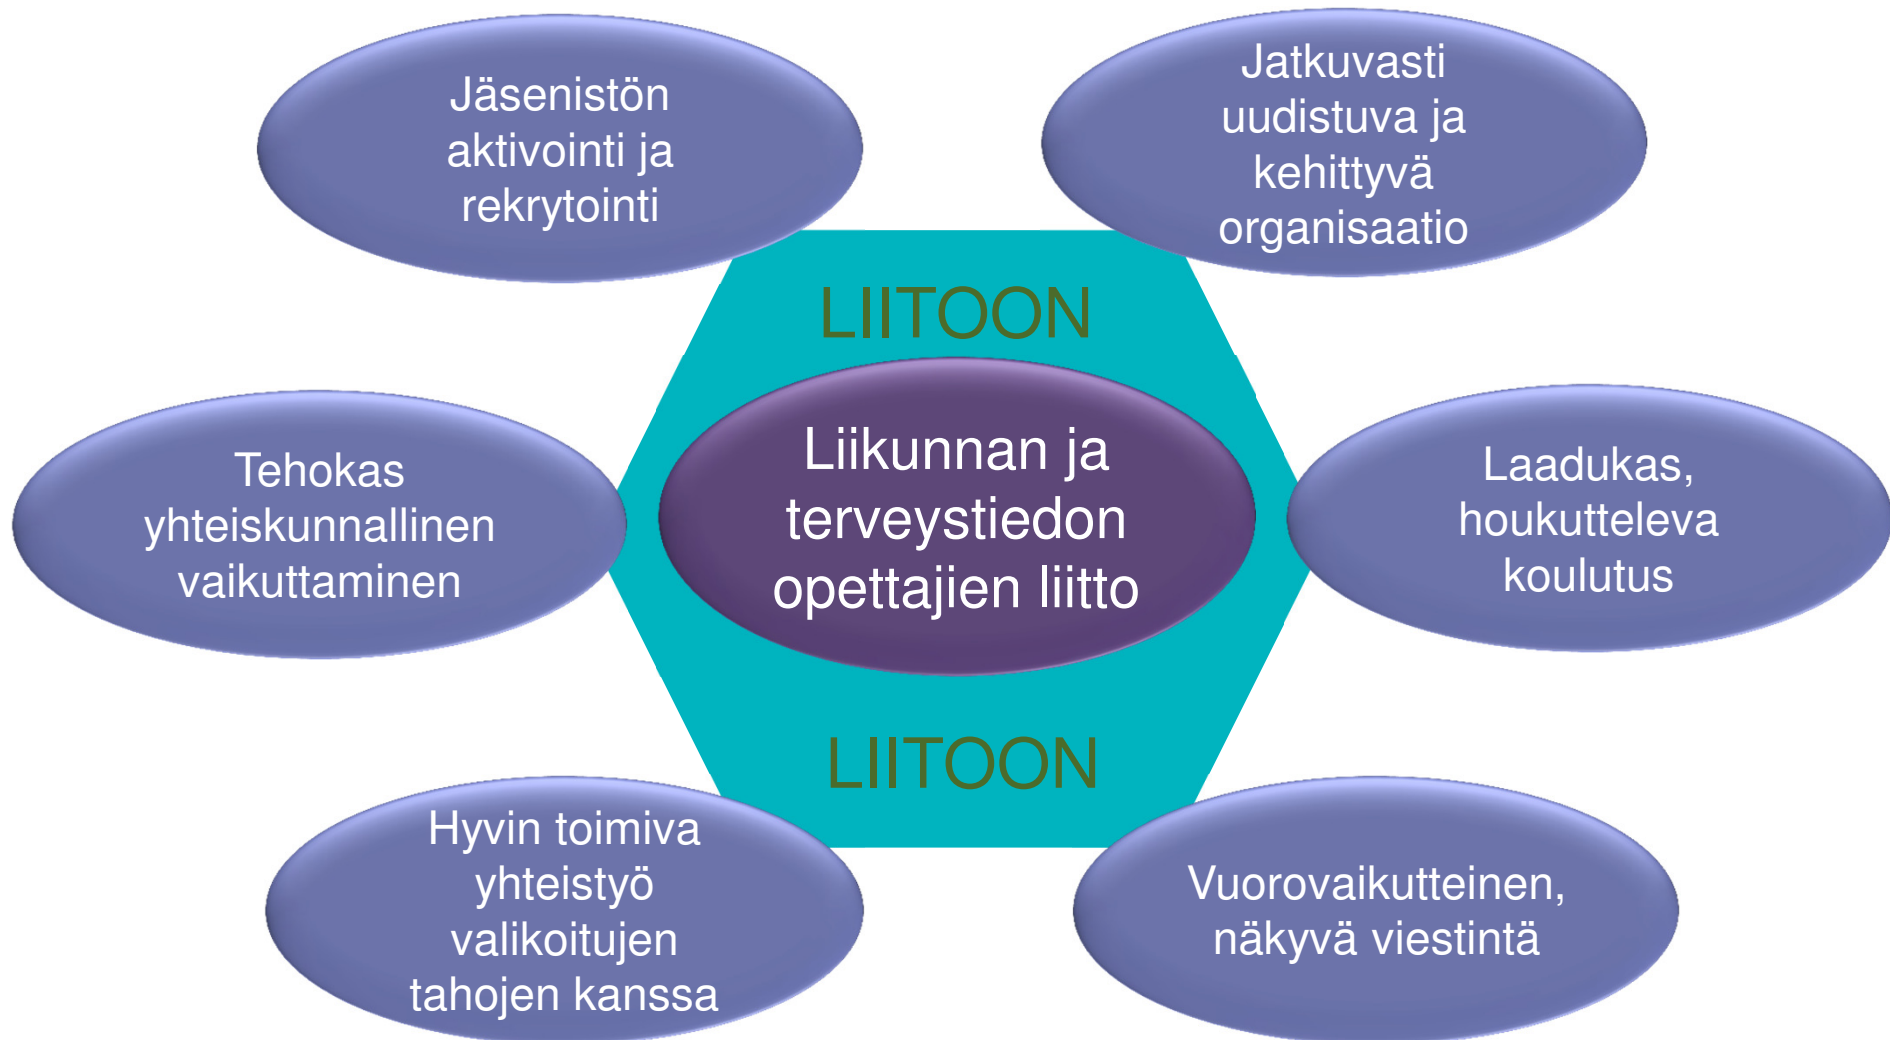 Jäsenistön
aktivointi ja
rekrytointi
Jatkuvasti
uudistuva ja
kehittyvä
organisaatio
LIITOON
Tehokas
yhteiskunnallinen
vaikuttaminen
Liikunnan ja
terveystiedon
opettajien liitto
Laadukas,
houkutteleva
koulutus
LIITOON
Hyvin toimiva
yhteistyö
valikoitujen
tahojen kanssa
Vuorovaikutteinen,
näkyvä viestintä